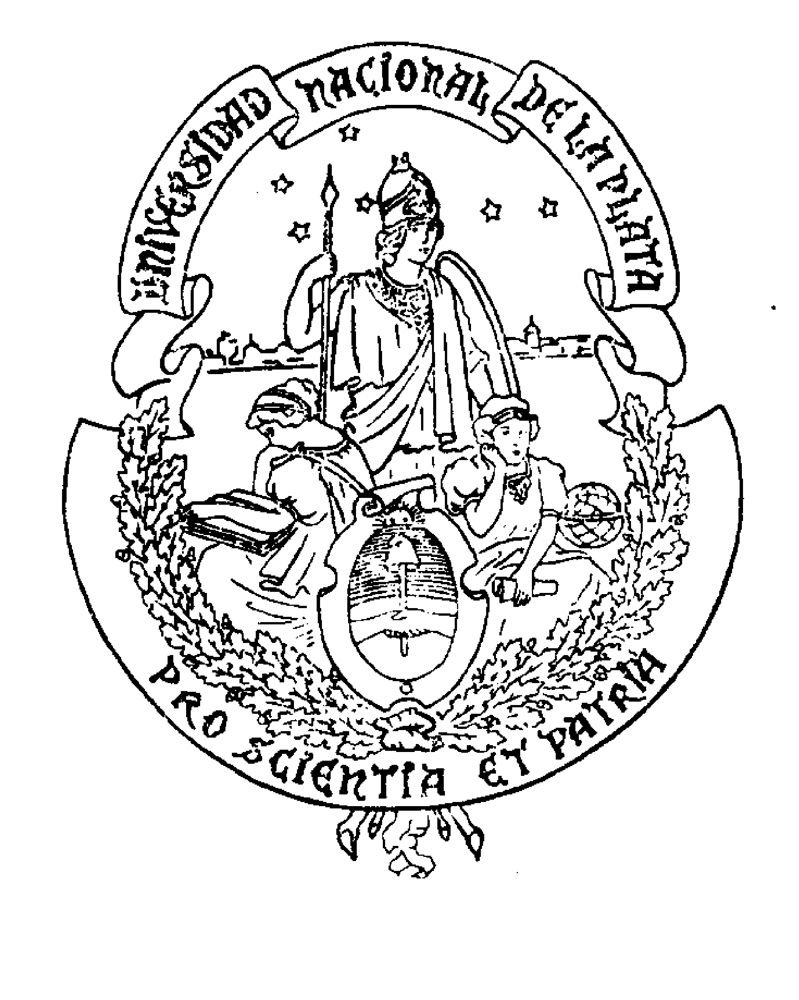 UNIVERSIDAD NACIONAL DE LA PLATA
PRO SCIENTIA ET PATRIA